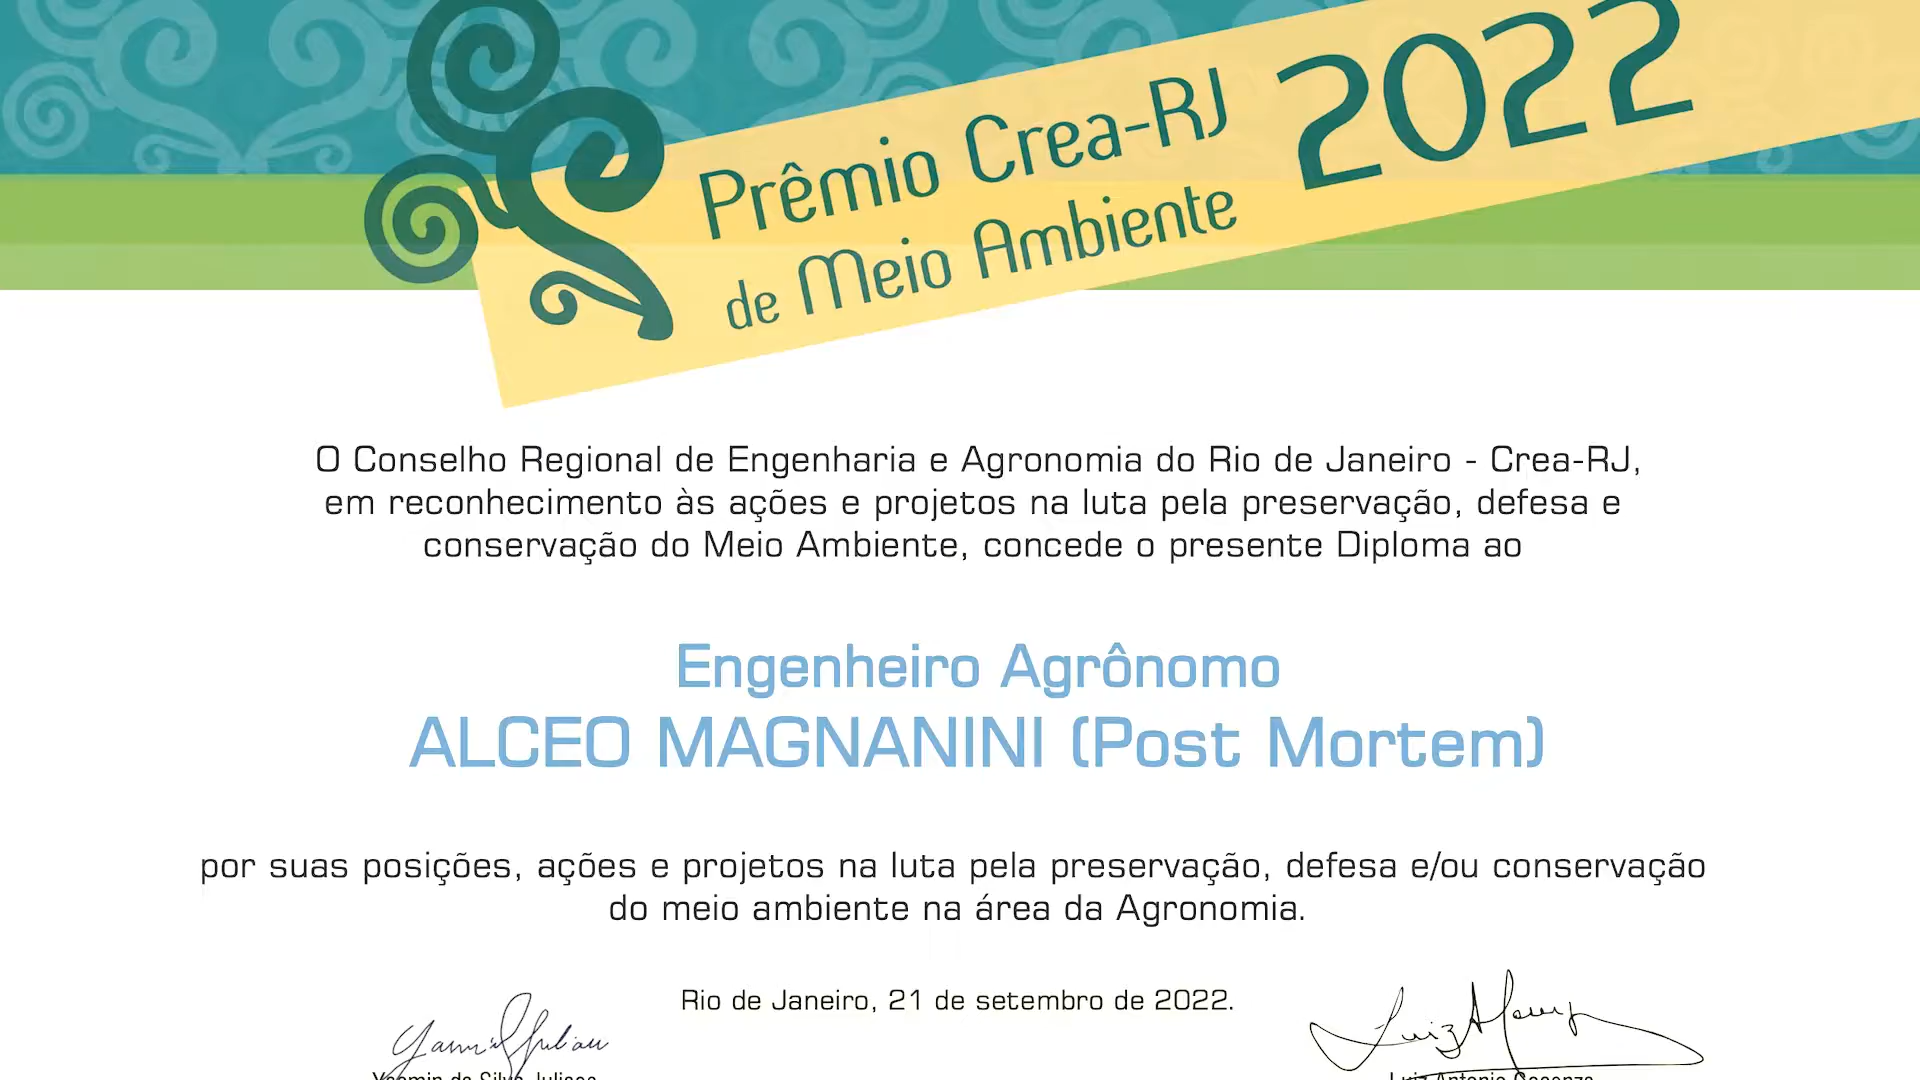 Prêmio Crea-RJ 2022
de Meio Ambiente
O Conselho Regional de Engenharia e Agronomia do Rio de Janeiro - Crea-RJ,
em reconhecimento às ações e projetos na luta pela preservação, defesa e
conservação do Meio Ambiente, concede o presente Diploma ao
Engenheiro Agrônomo
ALCEO MAGNANINI (Post Mortem)
por suas posições, ações e projetos na luta pela preservação, defesa e/ou conservação
do meio ambiente na área da Agronomia.
Rio de Janeiro, 21 de setembro de 2022.
Luiz Antonio Cosenza